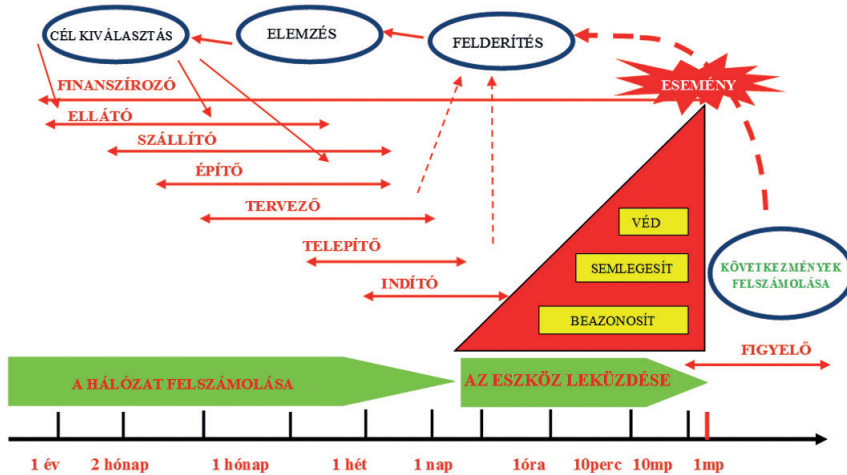 CÉL KIVÁLASZTÁS
ELEMZÉS
FELDERÍTÉS
FINANSZÍROZÓ
ESEMÉNY
ELLÁTÓ
SZÁLLÍTÓ
ÉPÍTŐ
TERVEZŐ
VÉD
TELEPÍTŐ
SEMLEGESÍT
KÖVETKEZMÉNYEK
FELSZÁMOLÁSA
INDÍTÓ
BEAZONOSÍT
FIGYELŐ
A HÁLÓZAT FELSZÁMOLÁSA
AZ ESZKÖZ LEKÜZDÉSE
1 év 2 hónap 1 hónap 1 hét 1 nap 1óra 10perc 10mp 1mp